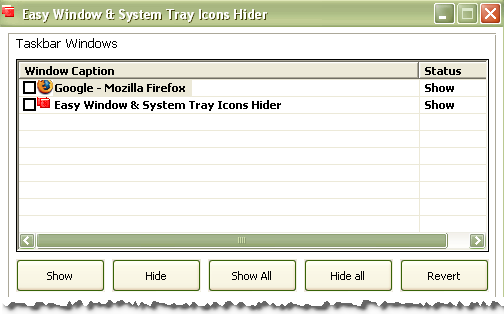 Easy Window & System Tray Icons Hider
Taskbar Windows
Window Caption Status
Google - Mozilla Firefox Show
Easy Window & System Tray Icons Hider Show
Show Hide Show All Hide all Revert